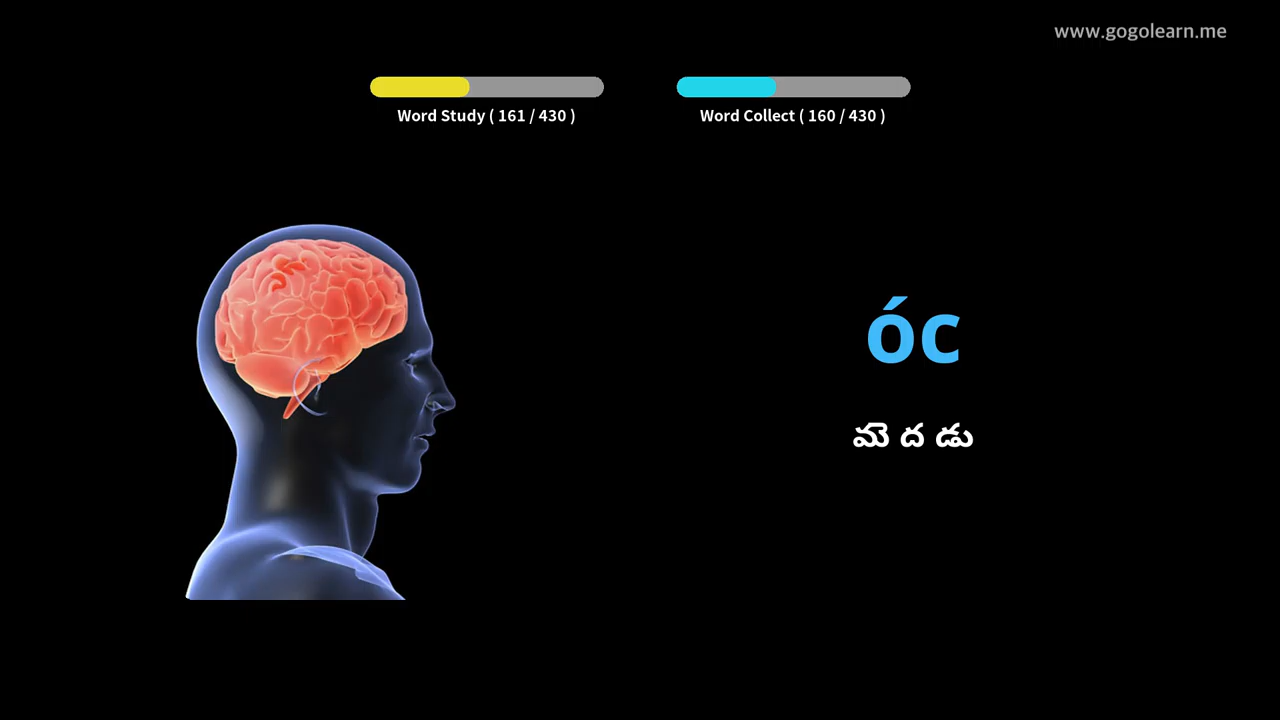 www.gogolearn.me
Word Study ( 161 / 430 )
Word Collect ( 160 / 430 )
óc
మె ద డు